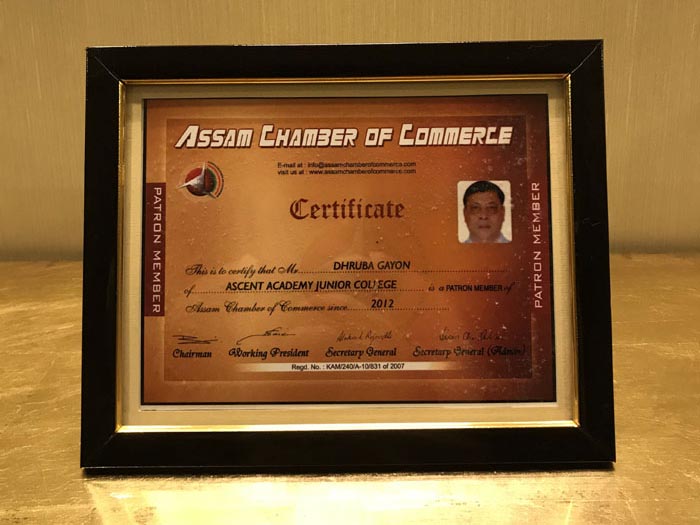 ASSAM CHAMBER OF COMMERCE
E-mail at : info@assamchamberofcommerce.com
visit us at : www.assamchamberofcommerce.com
Certificate
PATRON MEMBER
PATRON MEMBER
This is to certify that Mr. DHRUBA GAYON
of ASCENT ACADEMY JUNIOR COLLEGE is a PATRON MEMBER of
Assam Chamber of Commerce since 2012
Chairman Working President Secretary General Secretary General (Admin)
Regd. No. : KAM/240/A-10/831 of 2007